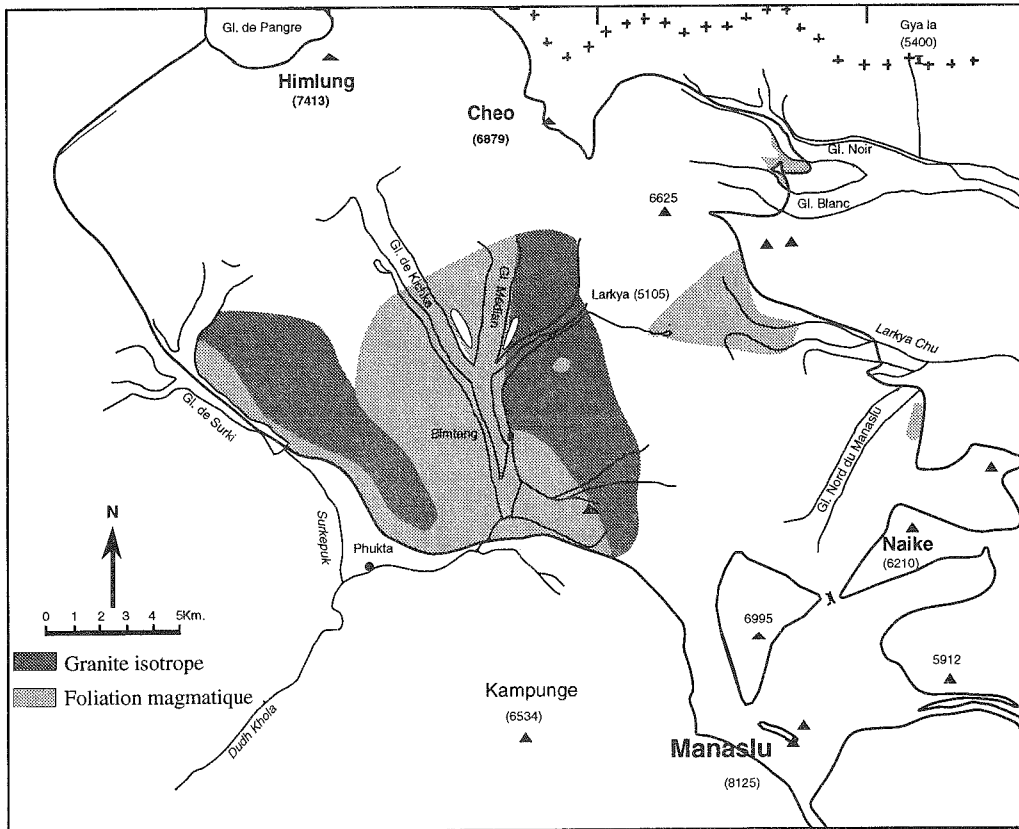 Gl. de Pangre
Himlung
(7413)
Cheo
(6879)
Gya la
(5400)
Gl. Noir
6625
Gl. Blanc
Gl. de Kichka
Gl. Méridian
Larkya (5105)
Larkya Chu
Gl. de Surki
Bimtang
Gl. Nord du Manaslu
N
Surkepuk
Phukta
Naike
(6210)
0 1 2 3 4 5Km.
6995
Granite isotrope
5912
Foliation magmatique
Kampunge
(6534)
Dudh Khola
Manaslu
(8125)